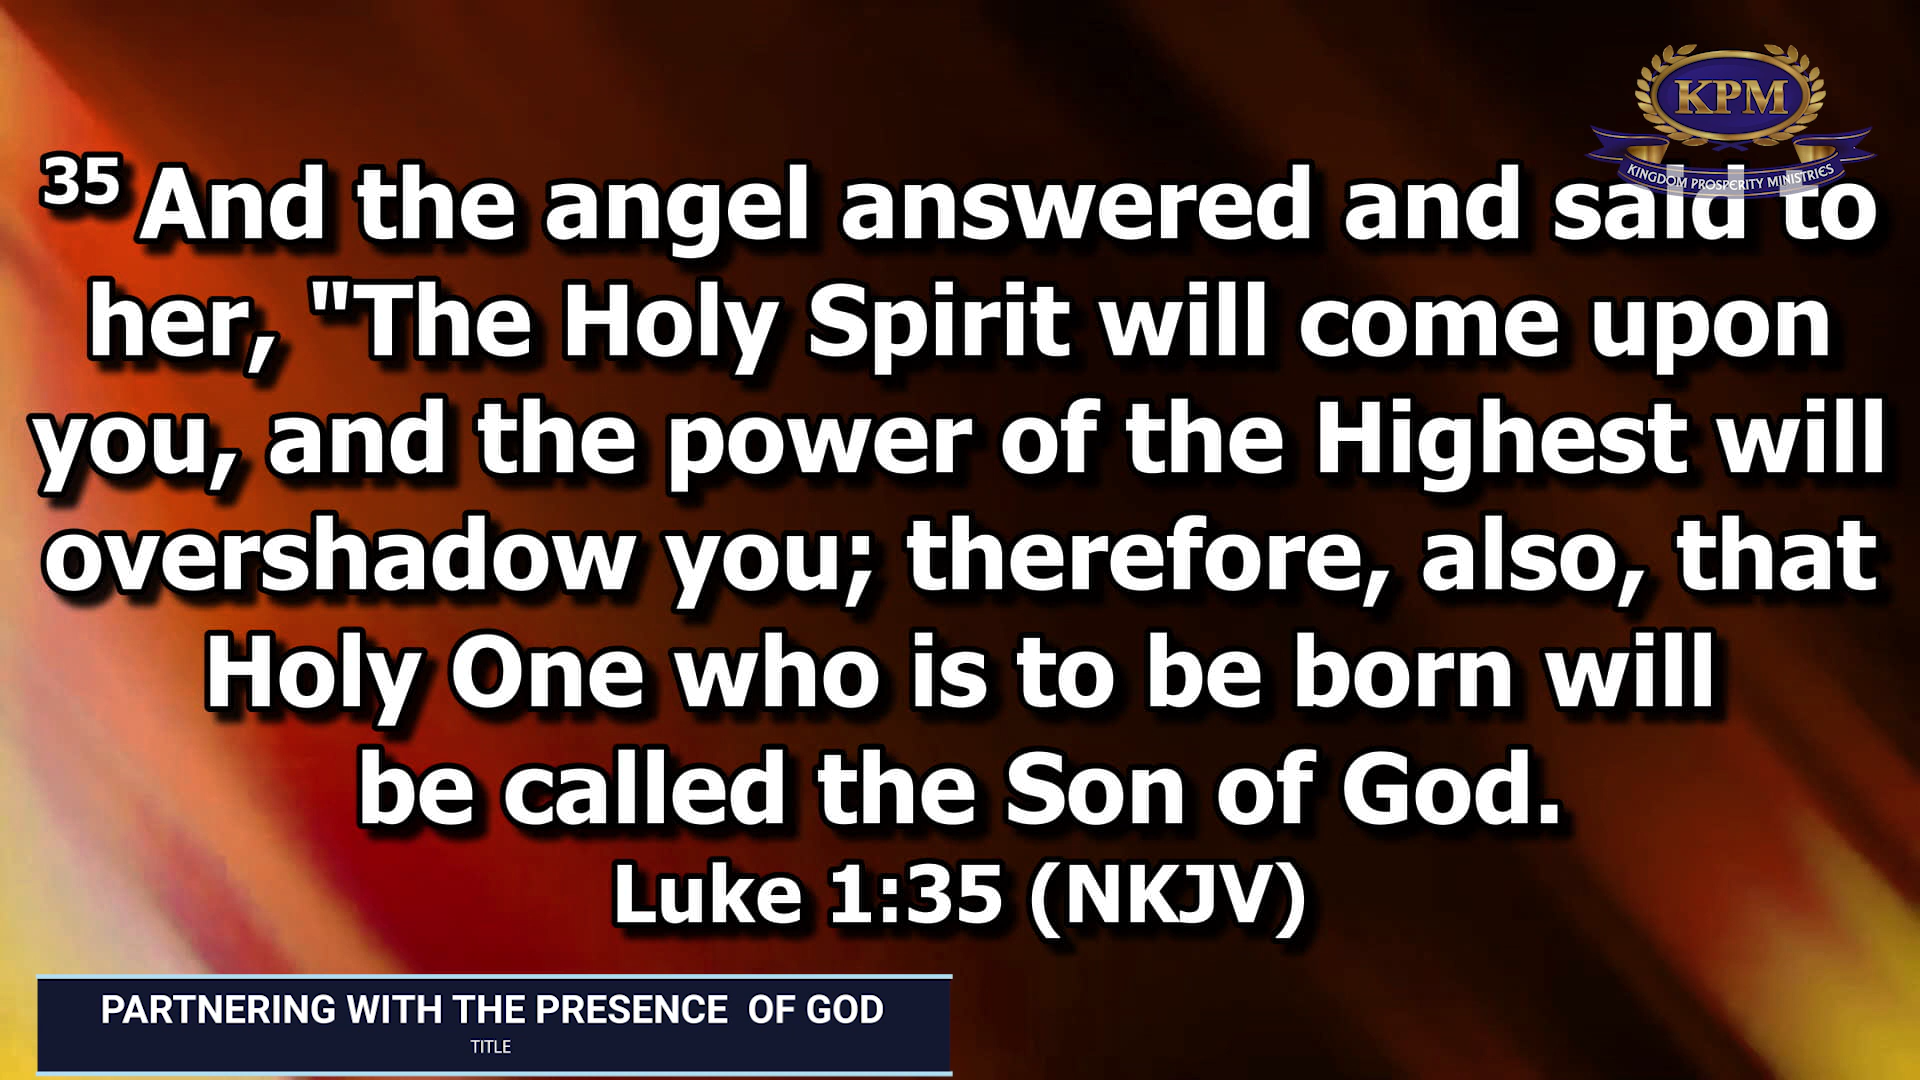 KPM
KINGDOM PROSPERITY MINISTRIES
35 And the angel answered and said to
her, "The Holy Spirit will come upon
you, and the power of the Highest will
overshadow you; therefore, also, that
Holy One who is to be born will
be called the Son of God.
Luke 1:35 (NKJV)
PARTNERING WITH THE PRESENCE  OF GOD
TITLE